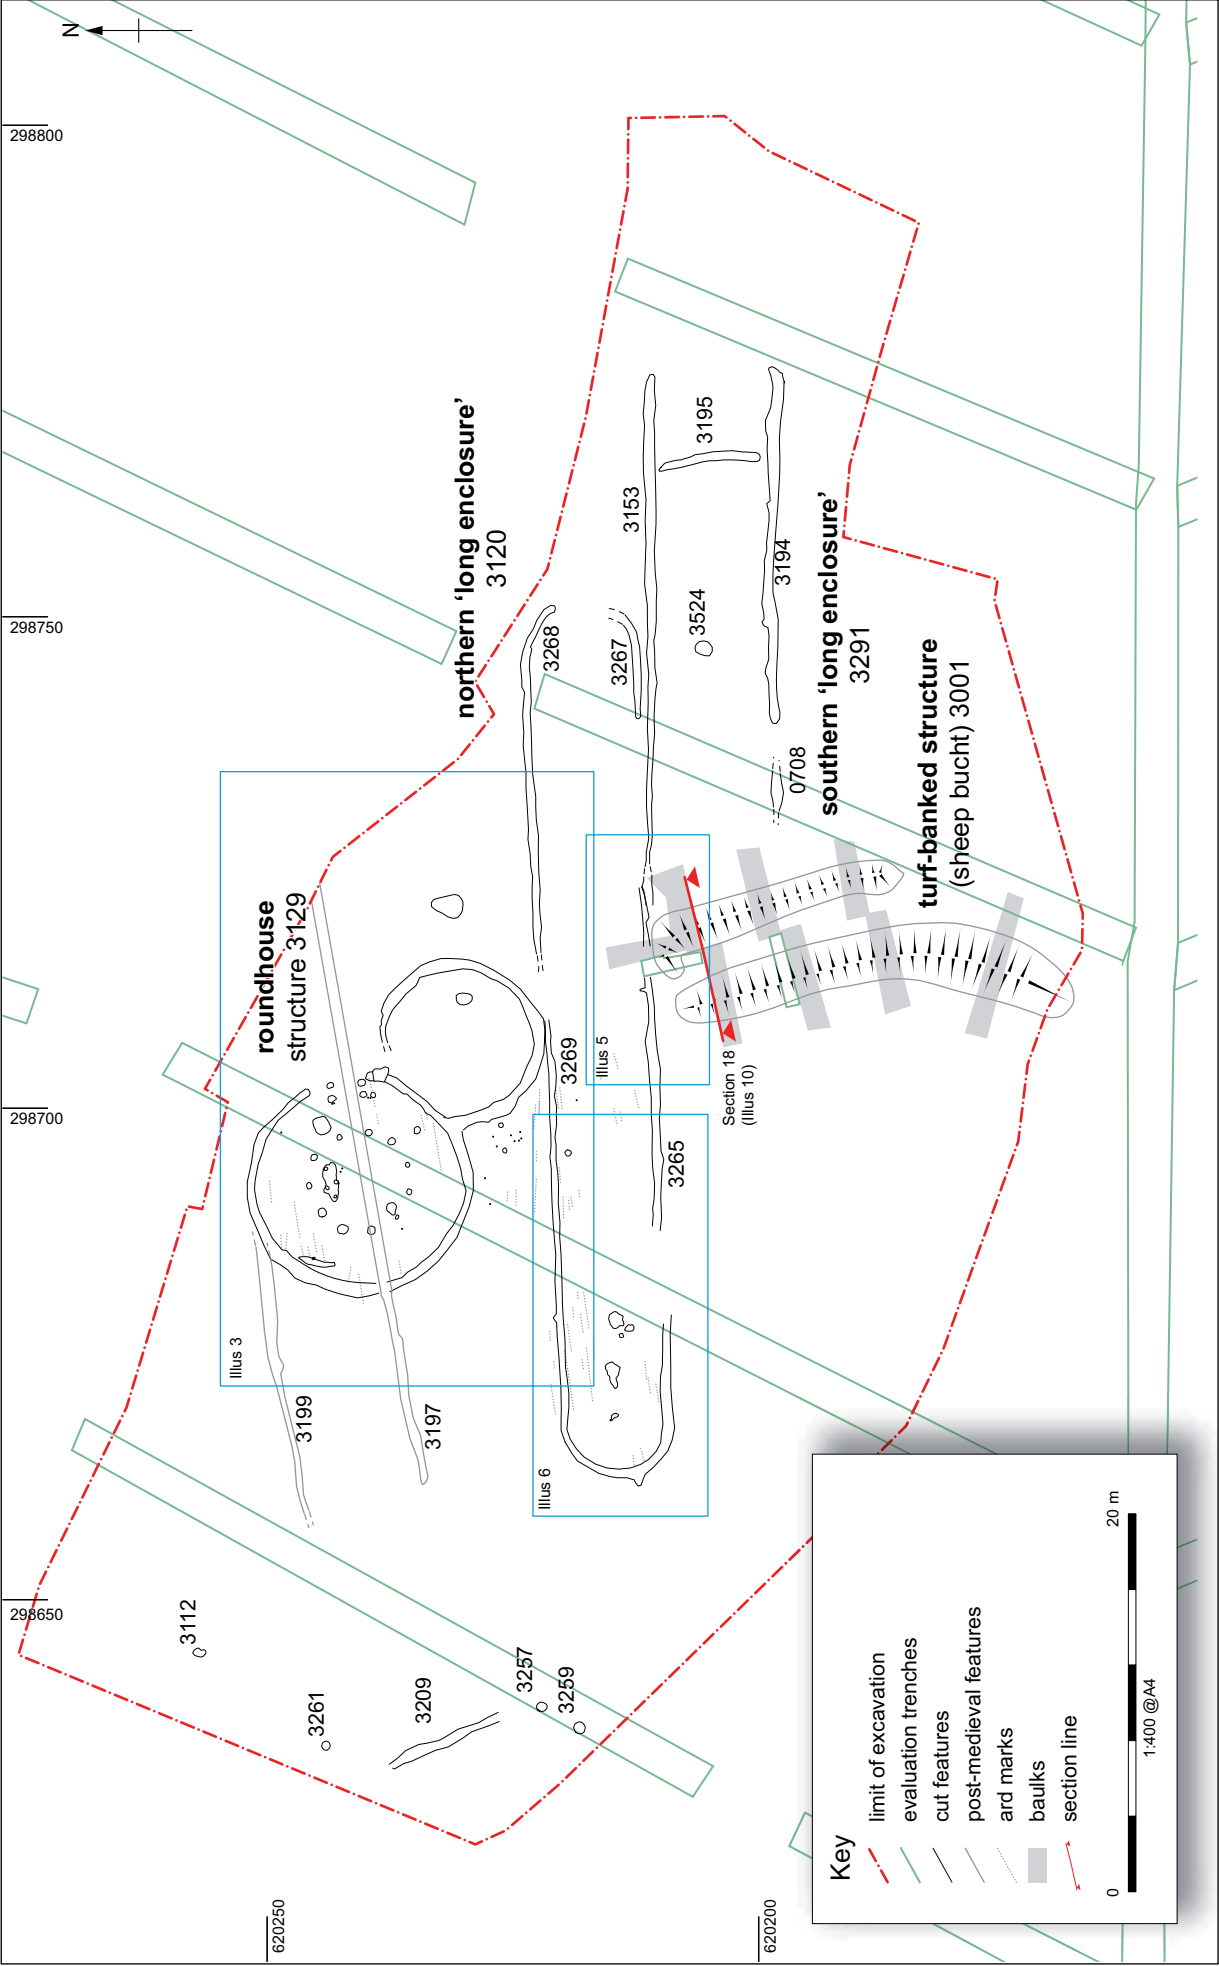 N
298800
298750
298700
298650
620250
620200
northern ‘long enclosure’
3120
roundhouse
structure 3129
southern ‘long enclosure’
3291
turf-banked structure
(sheep bucht) 3001
3268
3267
3153
3195
3524
3194
0708
3269
3265
3199
3197
3112
3261
3209
3257
3259
Illus 3
Illus 5
Illus 6
Section 18
(Illus 10)
Key
limit of excavation
evaluation trenches
cut features
post-medieval features
ard marks
baulks
section line
0
20 m
1:400 @A4